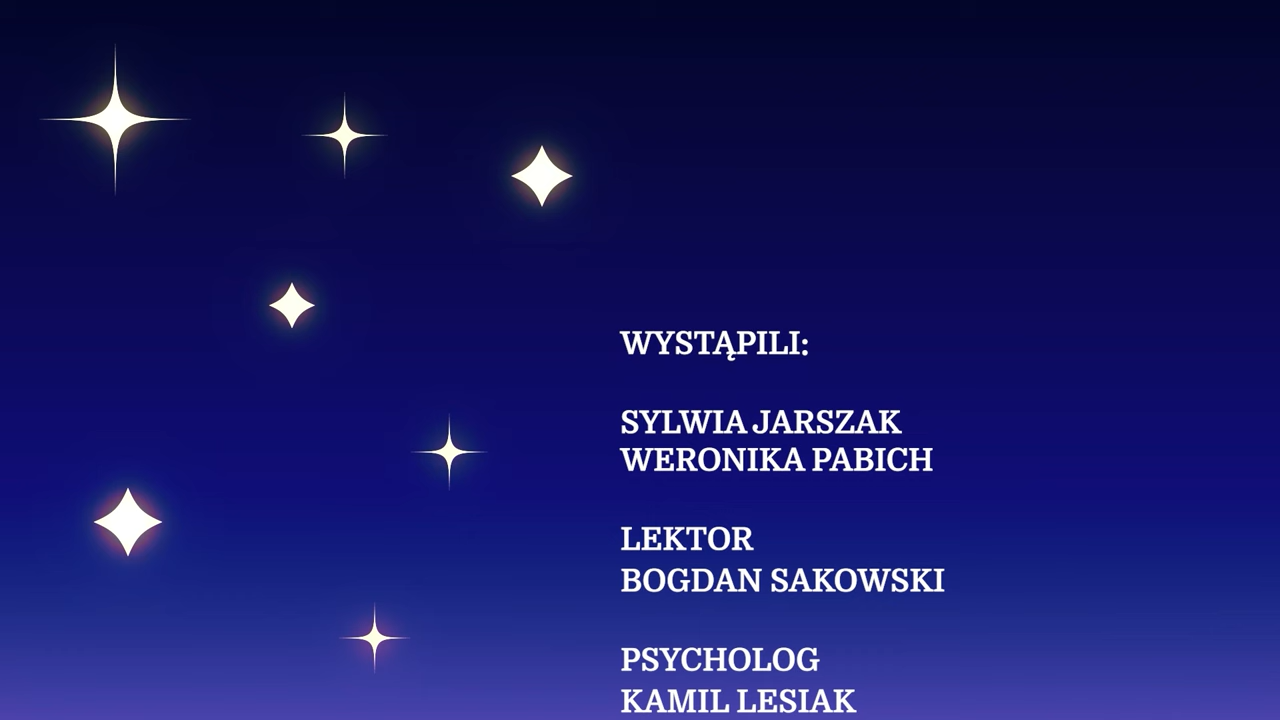 WYSTĄPILI:
SYLWIA JARSZAK
WERONIKA PABICH
LEKTOR
BOGDAN SAKOWSKI
PSYCHOLOG
KAMIL LESIAK